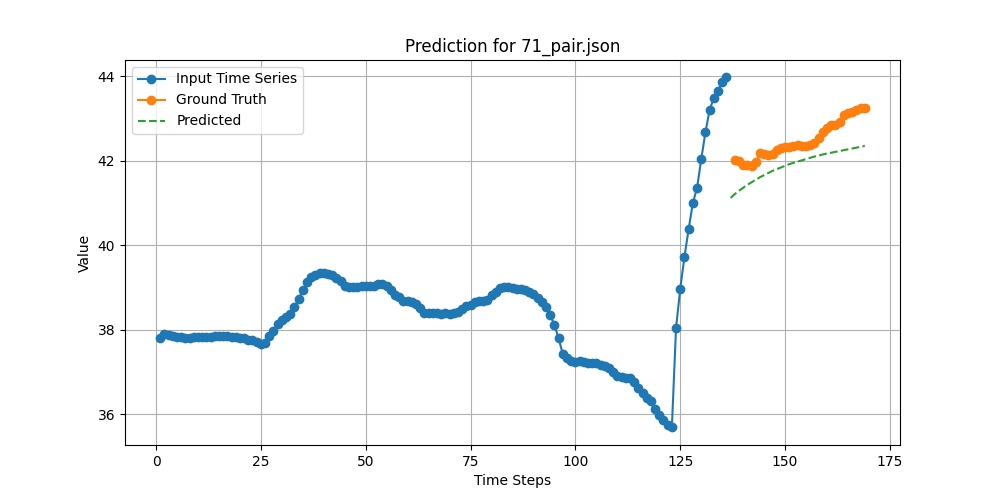 Prediction for 71_pair.json
Input Time Series
Ground Truth
Predicted
44
42
40
38
36
Value
0 25 50 75 100 125 150 175
Time Steps